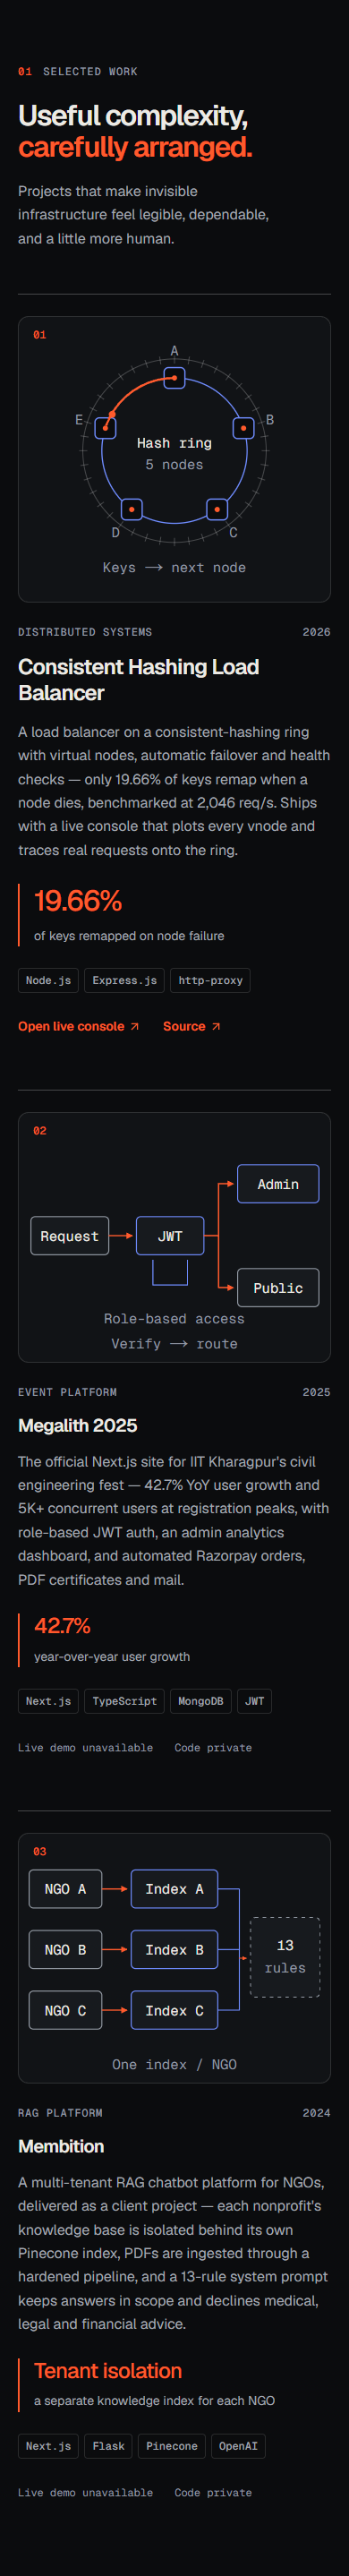 01 SELECTED WORK
Useful complexity,
carefully arranged.
Projects that make invisible
infrastructure feel legible, dependable,
and a little more human.
01
A
E
B
Hash ring
5 nodes
D
C
Keys ⟶ next node
DISTRIBUTED SYSTEMS 2026
Consistent Hashing Load
Balancer
A load balancer on a consistent-hashing ring
with virtual nodes, automatic failover and health
checks — only 19.66% of keys remap when a
node dies, benchmarked at 2,046 req/s. Ships
with a live console that plots every vnode and
traces real requests onto the ring.
19.66%
of keys remapped on node failure
Node.js Express.js http-proxy
Open live console ↗ Source ↗
02
Admin
Request JWT
Public
Role-based access
Verify ⟶ route
EVENT PLATFORM 2025
Megalith 2025
The official Next.js site for IIT Kharagpur's civil
engineering fest — 42.7% YoY user growth and
5K+ concurrent users at registration peaks, with
role-based JWT auth, an admin analytics
dashboard, and automated Razorpay orders,
PDF certificates and mail.
42.7%
year-over-year user growth
Next.js TypeScript MongoDB JWT
Live demo unavailable Code private
03
NGO A Index A
NGO B Index B
13
rules
NGO C Index C
One index / NGO
RAG PLATFORM 2024
Membition
A multi-tenant RAG chatbot platform for NGOs,
delivered as a client project — each nonprofit's
knowledge base is isolated behind its own
Pinecone index, PDFs are ingested through a
hardened pipeline, and a 13-rule system prompt
keeps answers in scope and declines medical,
legal and financial advice.
Tenant isolation
a separate knowledge index for each NGO
Next.js Flask Pinecone OpenAI
Live demo unavailable Code private